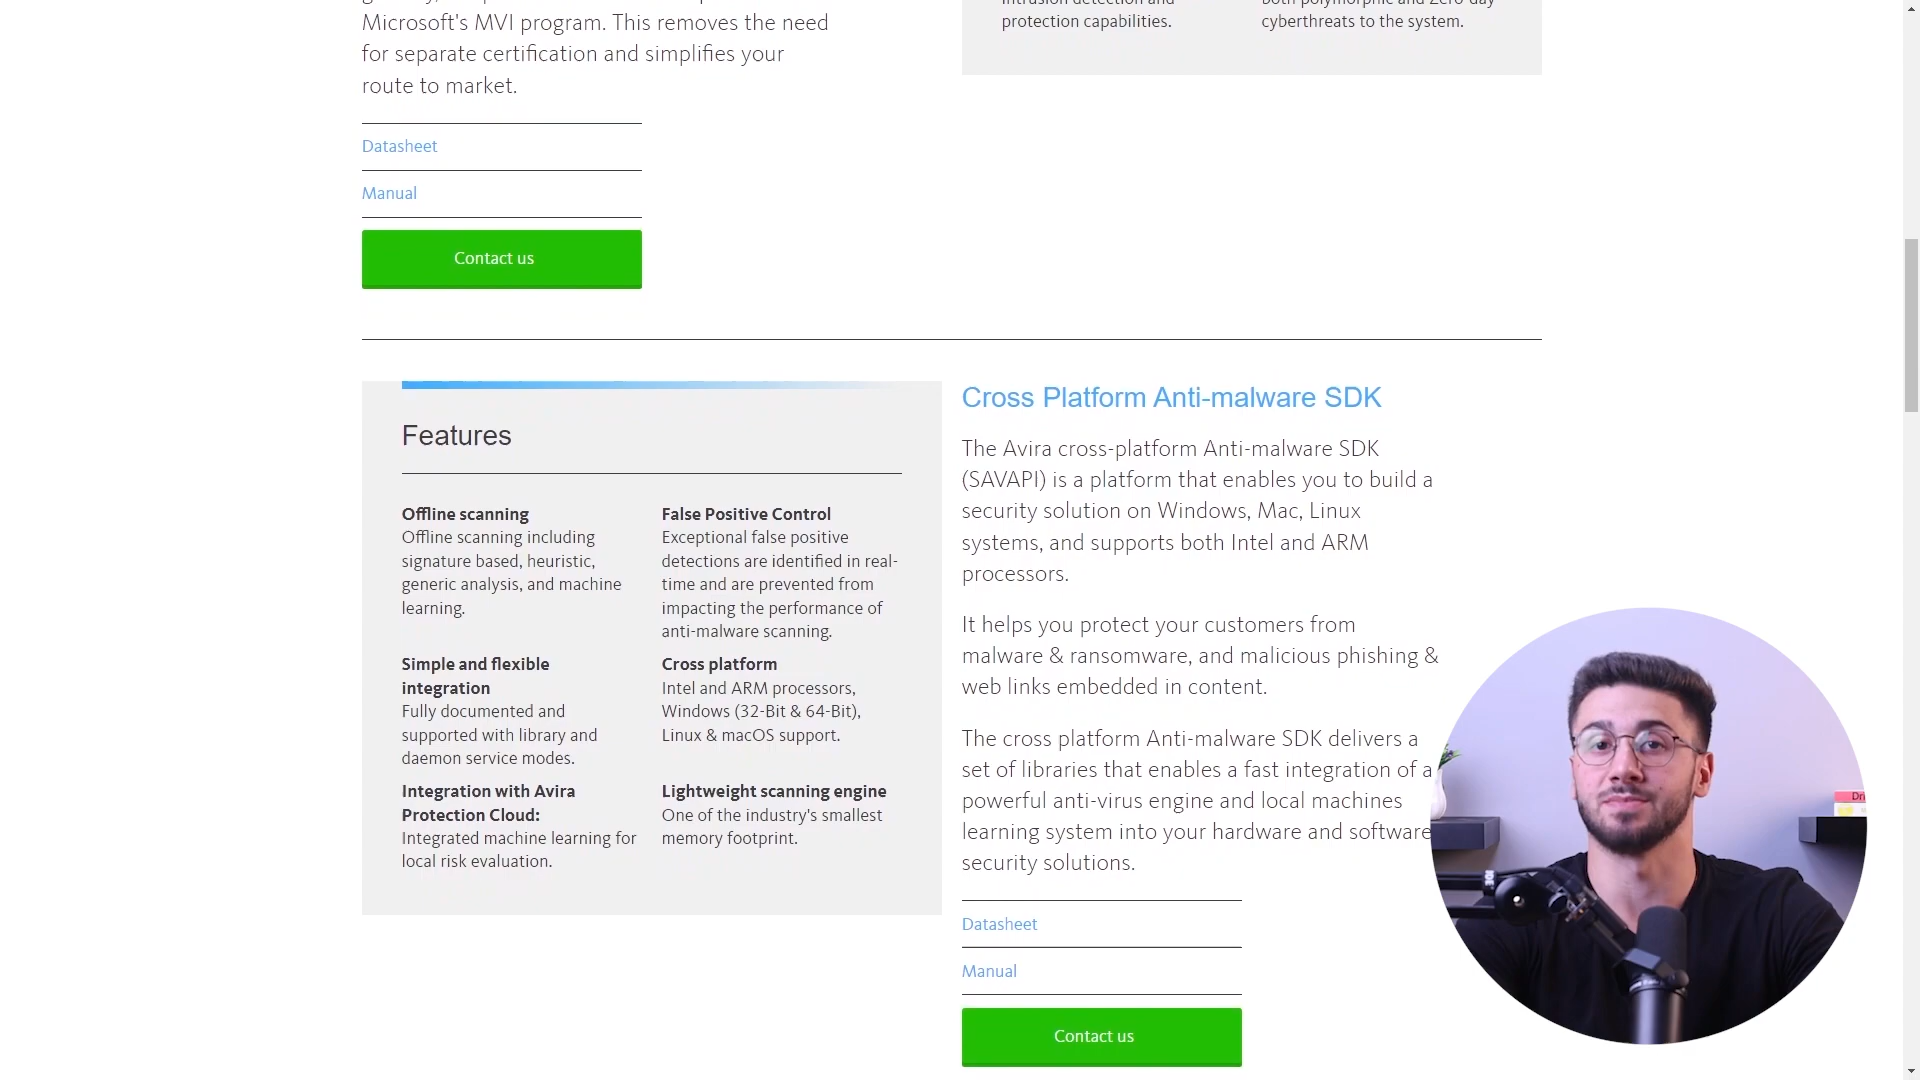 Microsoft's MVI program. This removes the need
for separate certification and simplifies your
route to market.
Datasheet
Manual
Contact us
protection capabilities.
cyberthreats to the system.
Features
Offline scanning
Offline scanning including
signature based, heuristic,
generic analysis, and machine
learning.
False Positive Control
Exceptional false positive
detections are identified in real-
time and are prevented from
impacting the performance of
anti-malware scanning.
Simple and flexible
integration
Fully documented and
supported with library and
daemon service modes.
Cross platform
Intel and ARM processors,
Windows (32-Bit & 64-Bit),
Linux & macOS support.
Integration with Avira
Protection Cloud:
Integrated machine learning for
local risk evaluation.
Lightweight scanning engine
One of the industry's smallest
memory footprint.
Cross Platform Anti-malware SDK
The Avira cross-platform Anti-malware SDK
(SAVAPI) is a platform that enables you to build a
security solution on Windows, Mac, Linux
systems, and supports both Intel and ARM
processors.
It helps you protect your customers from
malware & ransomware, and malicious phishing &
web links embedded in content.
The cross platform Anti-malware SDK delivers a
set of libraries that enables a fast integration of a
powerful anti-virus engine and local machines
learning system into your hardware and software
security solutions.
Datasheet
Manual
Contact us